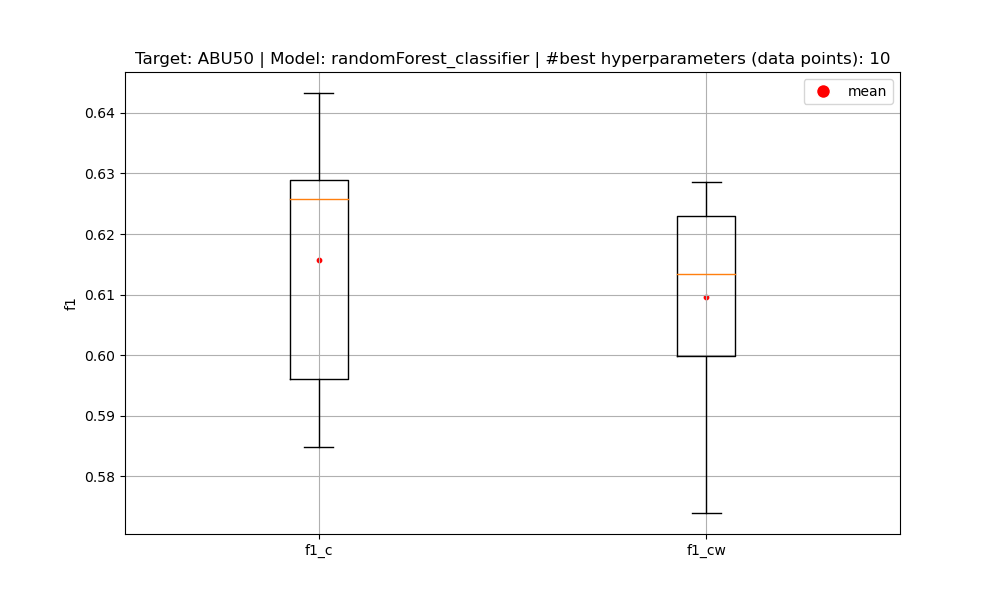 Target: ABU50 | Model: randomForest_classifier | #best hyperparameters (data points): 10
mean
0.64
0.63
0.62
0.61
0.60
0.59
0.58
f1
f1_c
f1_cw